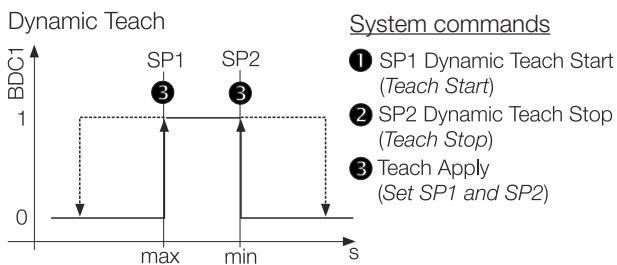 Dynamic Teach
BDC1
SP1
SP2
3
3
1
0
max
min
s
System commands
1 SP1 Dynamic Teach Start
(Teach Start)
2 SP2 Dynamic Teach Stop
(Teach Stop)
3 Teach Apply
(Set SP1 and SP2)